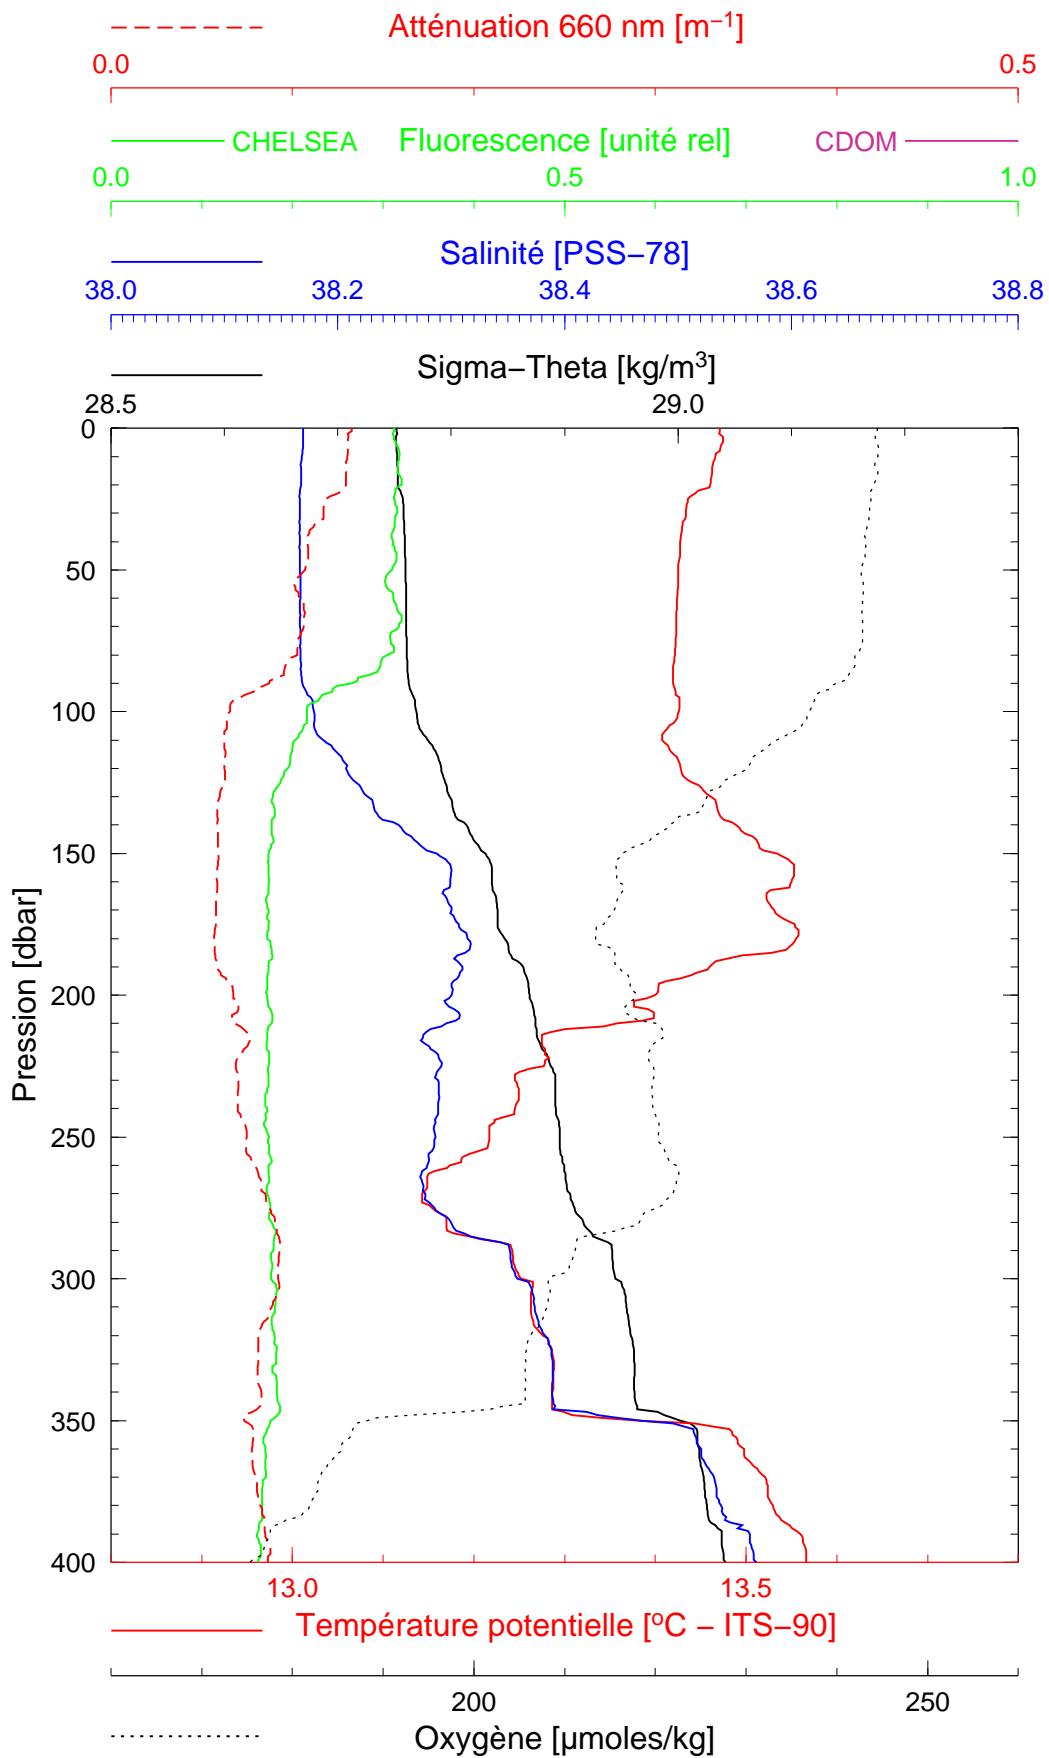 Atténuation 660 nm [m⁻¹]
0.0 0.5
CHELSEA Fluorescence [unité rel] CDOM
0.0 0.5 1.0
Salinité [PSS−78]
38.0 38.2 38.4 38.6 38.8
Sigma−Theta [kg/m³]
28.5 29.0
0
50
100
150
200
250
300
350
400
Pression [dbar]
13.0 13.5
Température potentielle [ºC − ITS−90]
200 250
Oxygène [µmoles/kg]